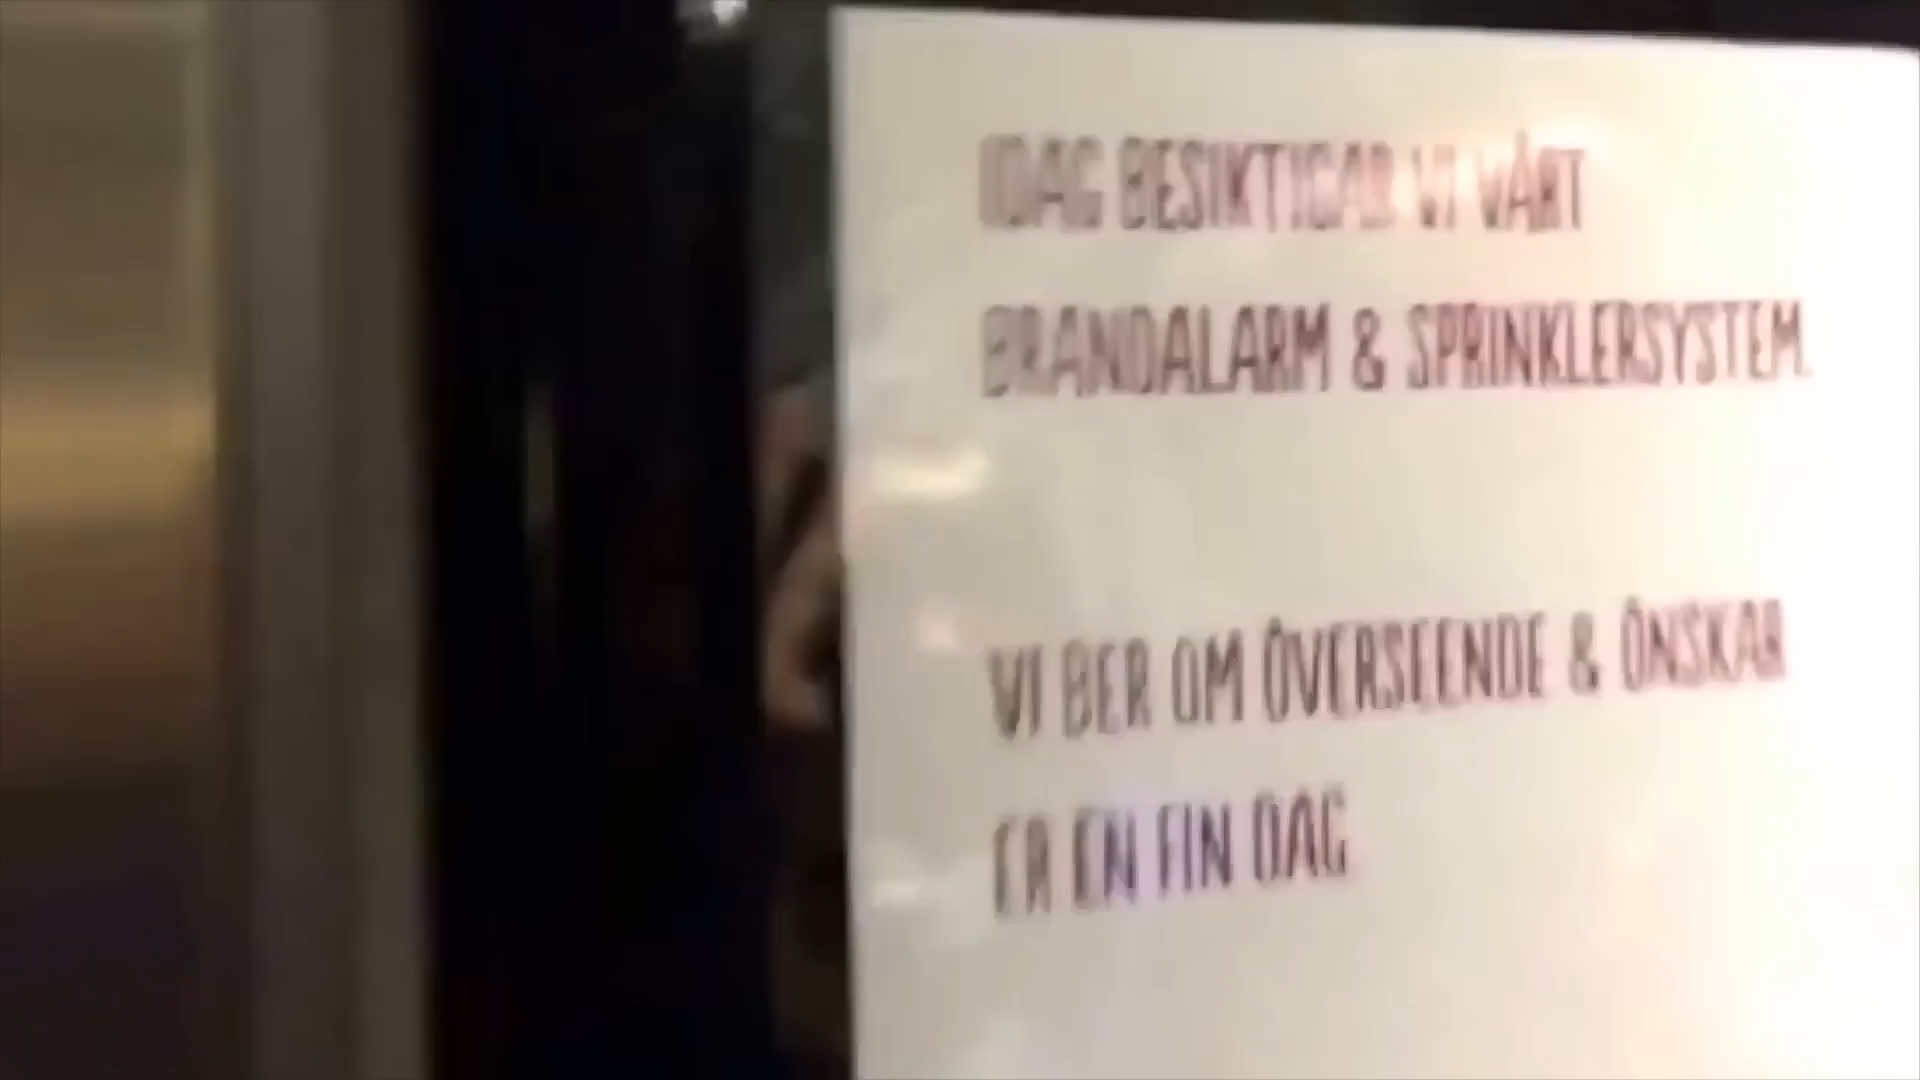 IDAG BESIKTIGAR VI VÅRT
BRANDALARM & SPRINKLERSYSTEM.
VI BER OM ÖVERSEENDE & ÖNSKAR
ER EN FIN DAG